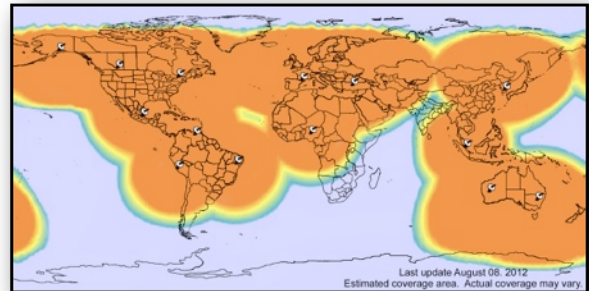 Last update August 08. 2012
Estimated coverage area. Actual coverage may vary.